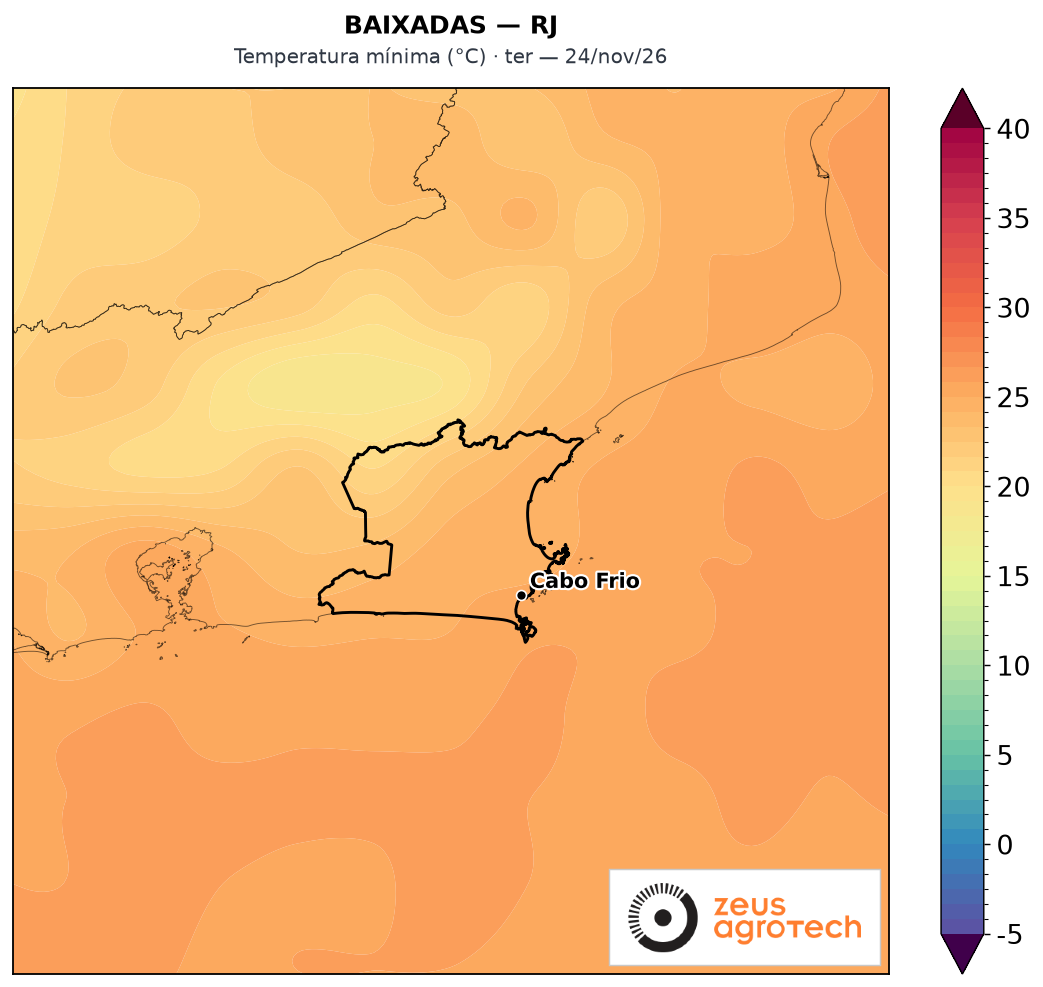 BAIXADAS — RJ
Temperatura mínima (°C) · ter — 24/nov/26
40
35
30
25
20
15
10
5
0
-5
Cabo Frio
zeus
agrotech